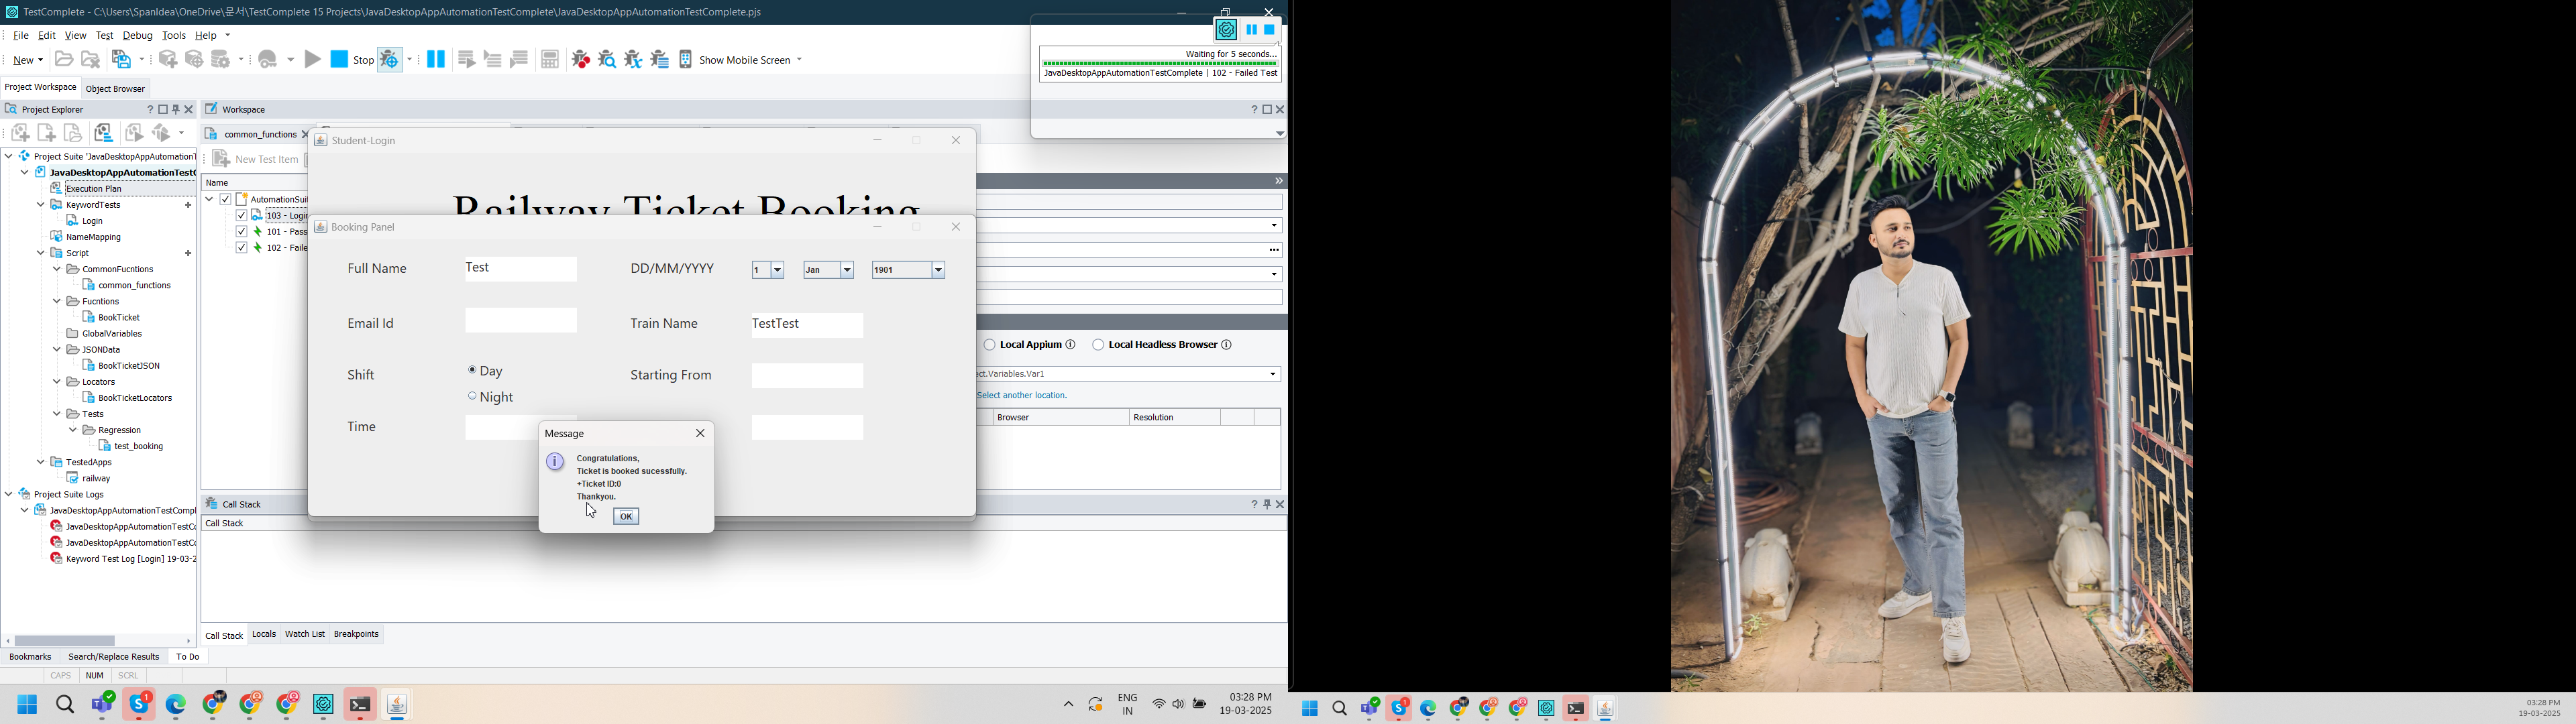 TestComplete - C:\Users\SpanIdea\OneDrive\문서\TestComplete 15 Projects\JavaDesktopAppAutomationTestComplete\JavaDesktopAppAutomationTestComplete.pjs
File Edit View Test Debug Tools Help
New
Stop
Show Mobile Screen
Waiting for 5 seconds...
JavaDesktopAppAutomationTestComplete | 102 - Failed Test
Project Workspace
Object Browser
Project Explorer
Workspace
common_functions
New Test Item
Name
Project Suite 'JavaDesktopAppAutomationT
JavaDesktopAppAutomationTestC
Execution Plan
KeywordTests
Login
NameMapping
Script
CommonFucntions
common_functions
Fucntions
BookTicket
GlobalVariables
JSONData
BookTicketJSON
Locators
BookTicketLocators
Tests
Regression
test_booking
TestedApps
railway
Project Suite Logs
JavaDesktopAppAutomationTestCompl
JavaDesktopAppAutomationTestCo
JavaDesktopAppAutomationTestCo
Keyword Test Log [Login] 19-03-2
AutomationSui
103 - Login
101 - Pass
102 - Faile
Student-Login
Railway Ticket Booking
Booking Panel
Full Name
Test
DD/MM/YYYY
1
Jan
1901
Email Id
Train Name
TestTest
Shift
Day
Night
Starting From
Time
Message
Congratulations,
Ticket is booked sucessfully.
+Ticket ID:0
Thankyou.
OK
Local Appium
Local Headless Browser
ect.Variables.Var1
Select another location.
Browser
Resolution
Call Stack
Call Stack
Call Stack
Locals
Watch List
Breakpoints
Bookmarks
Search/Replace Results
To Do
CAPS
NUM
SCRL
ENG
IN
03:28 PM
19-03-2025
03:28 PM
19-03-2025